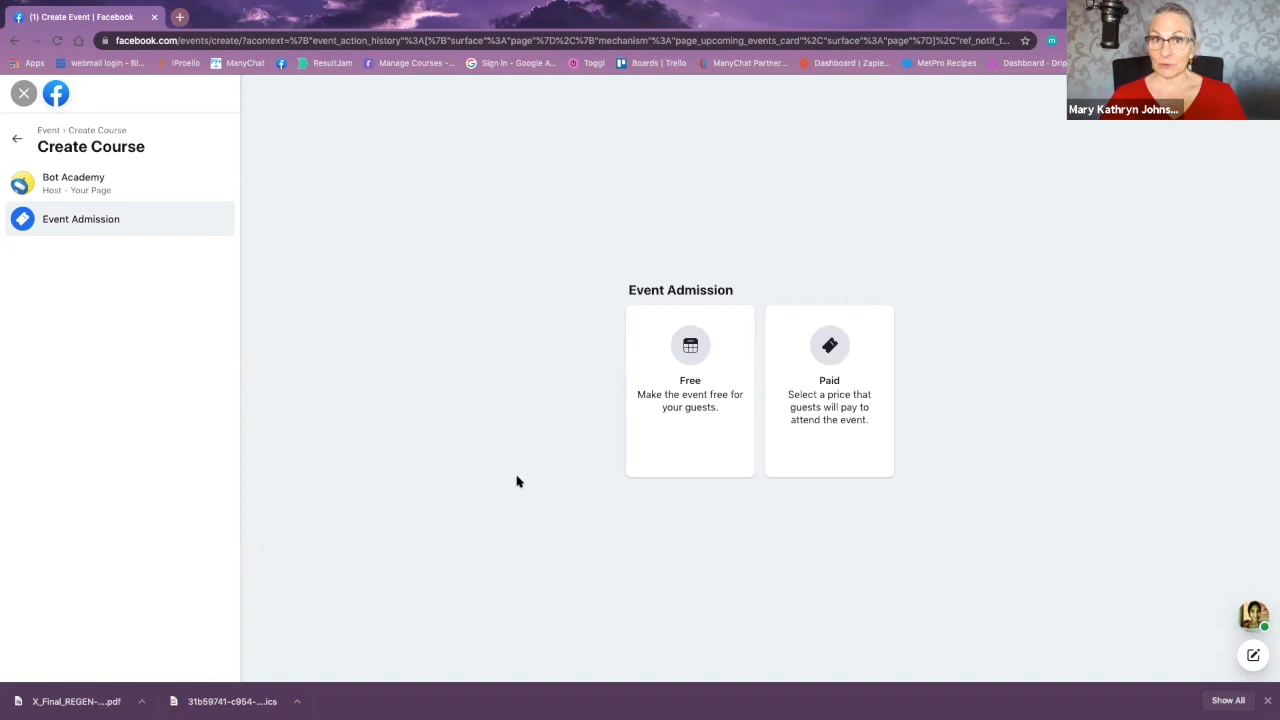 (1) Create Event | Facebook
facebook.com/events/create/?acontext=%7B"event_action_history"%3A[%7B"surface"%3A"page"%7D%2C%7B"mechanism"%3A"page_upcoming_events_card"%2C"surface"%3A"page"%7D]%2C"ref_notif_t...
Apps
webmail login - Bl...
iProelio
ManyChat
ResultJam
Manage Courses -...
Sign in - Google A...
Toggl
Boards | Trello
ManyChat Partner...
Dashboard | Zapie...
MetPro Recipes
Dashboard - Drip
Mary Kathryn Johns...
Event › Create Course
Create Course
Bot Academy
Host - Your Page
Event Admission
Event Admission
Free
Make the event free for
your guests.
Paid
Select a price that
guests will pay to
attend the event.
X_Final_REGEN-....pdf
31b59741-c954-....ics
Show All